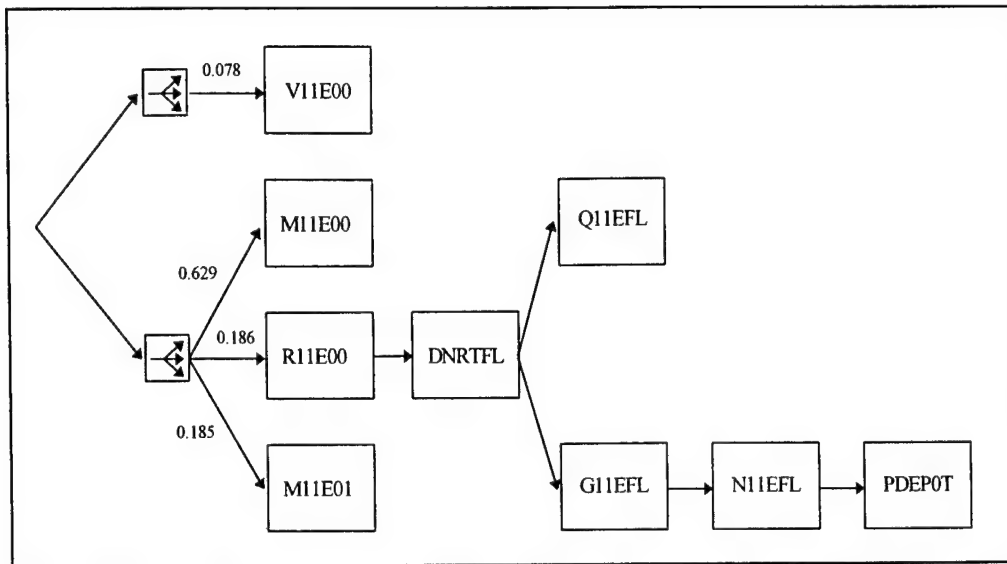 0.078
V11E00
M11E00
Q11EFL
0.629
0.186
R11E00
DNRTFL
0.185
M11E01
G11EFL
N11EFL
PDEP0T